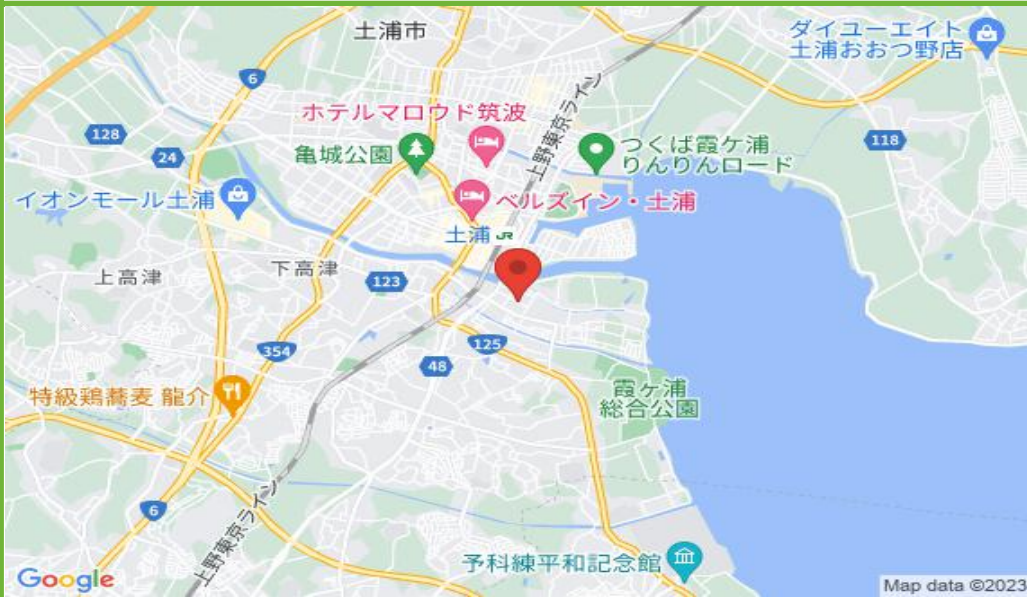 土浦市
ダイユーエイト
土浦おおつ野店
6
ホテルマロウド筑波
上野東京ライン
128
24
亀城公園
つくば霞ケ浦
りんりんロード
118
イオンモール土浦
ベルズイン・土浦
土浦 JR
上高津
下高津
123
354
125
48
霞ヶ浦
総合公園
特級鶏蕎麦 龍介
6
上野東京ライン
予科練平和記念館
Google
Map data ©2023